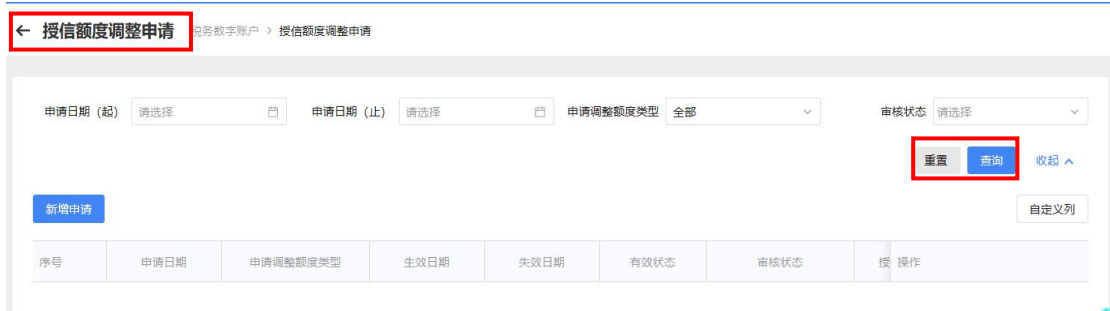 ← 授信额度调整申请 税务数字账户 > 授信额度调整申请
申请日期（起） 请选择 申请日期（止） 请选择 申请调整额度类型 全部 审核状态 请选择
重置 查询 收起
新增申请 自定义列
序号 申请日期 申请调整额度类型 生效日期 失效日期 有效状态 审核状态 授 操作